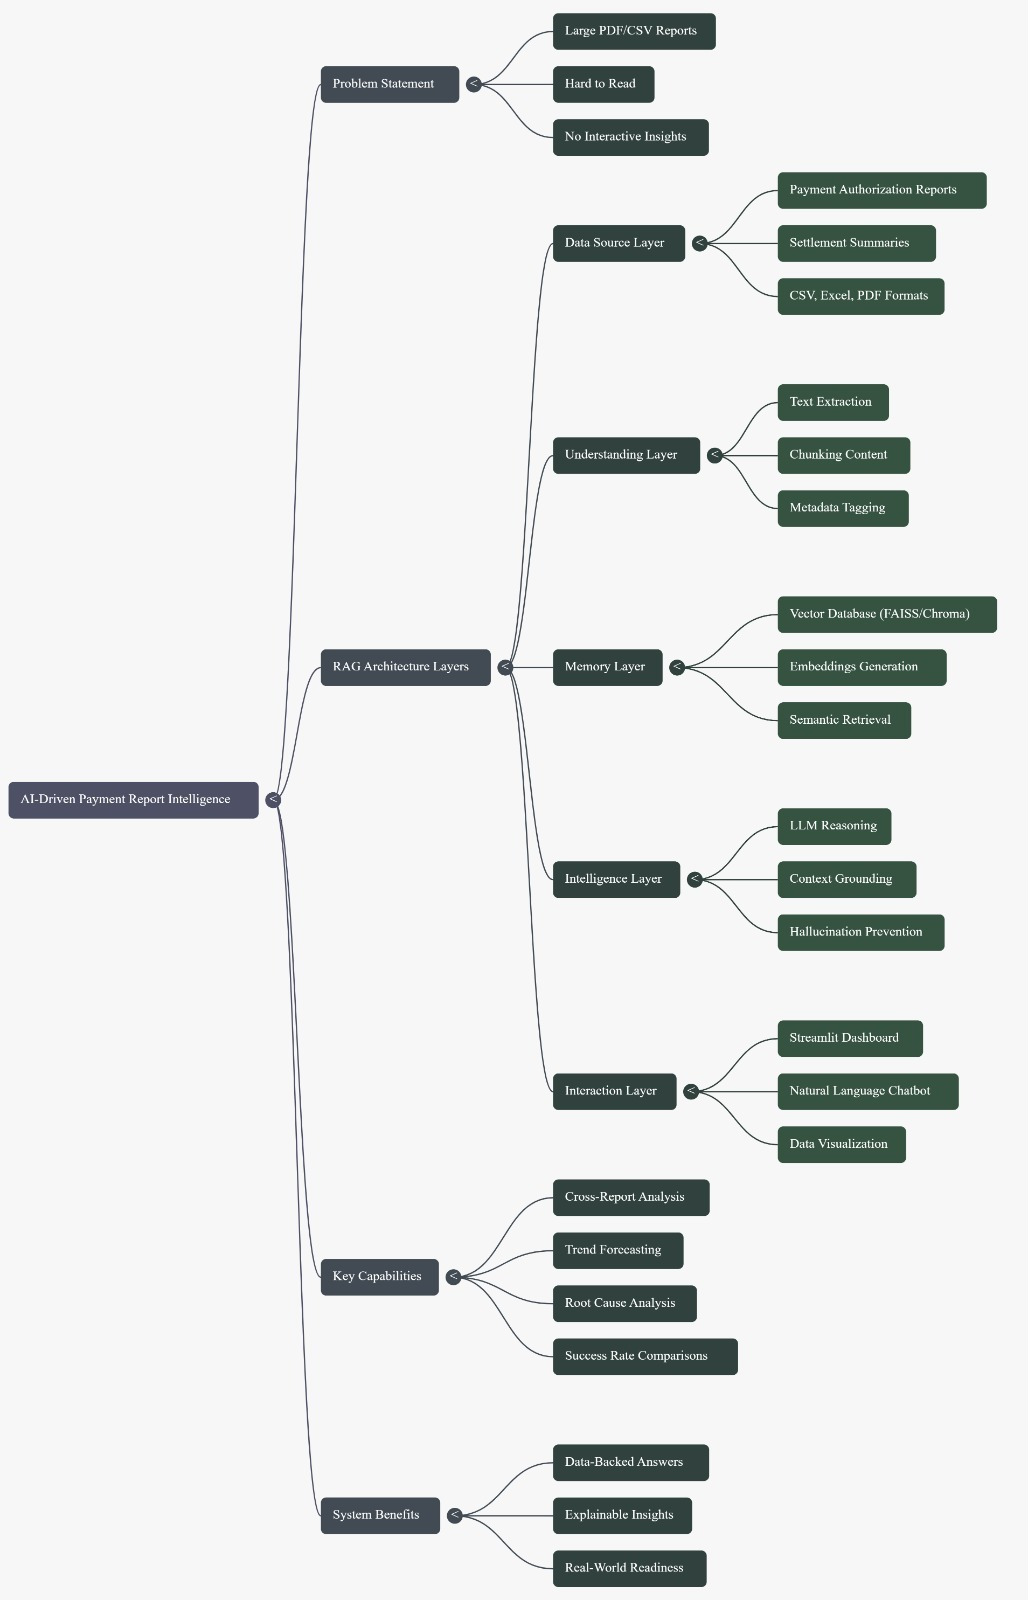 Large PDF/CSV Reports
Problem Statement
<
Hard to Read
No Interactive Insights
Payment Authorization Reports
Data Source Layer
<
Settlement Summaries
CSV, Excel, PDF Formats
Text Extraction
Understanding Layer
<
Chunking Content
Metadata Tagging
Vector Database (FAISS/Chroma)
RAG Architecture Layers
<
Memory Layer
<
Embeddings Generation
Semantic Retrieval
AI-Driven Payment Report Intelligence
<
LLM Reasoning
Intelligence Layer
<
Context Grounding
Hallucination Prevention
Streamlit Dashboard
Interaction Layer
<
Natural Language Chatbot
Data Visualization
Cross-Report Analysis
Trend Forecasting
Key Capabilities
<
Root Cause Analysis
Success Rate Comparisons
Data-Backed Answers
System Benefits
<
Explainable Insights
Real-World Readiness